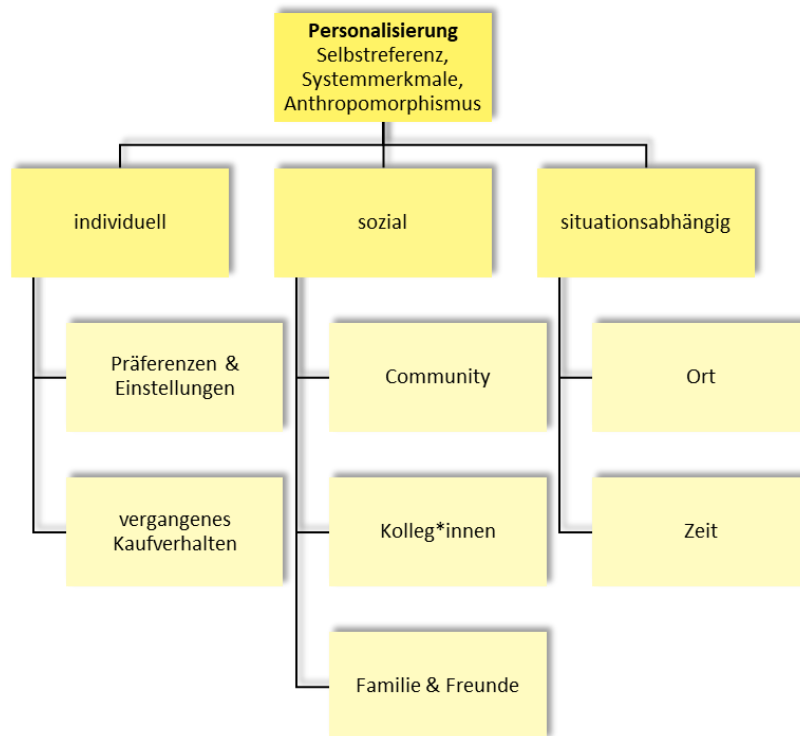 Personalisierung
Selbstreferenz,
Systemmerkmale,
Anthropomorphismus
individuell
sozial
situationsabhängig
Präferenzen &
Einstellungen
Community
Ort
vergangenes
Kaufverhalten
Kolleg*innen
Zeit
Familie & Freunde